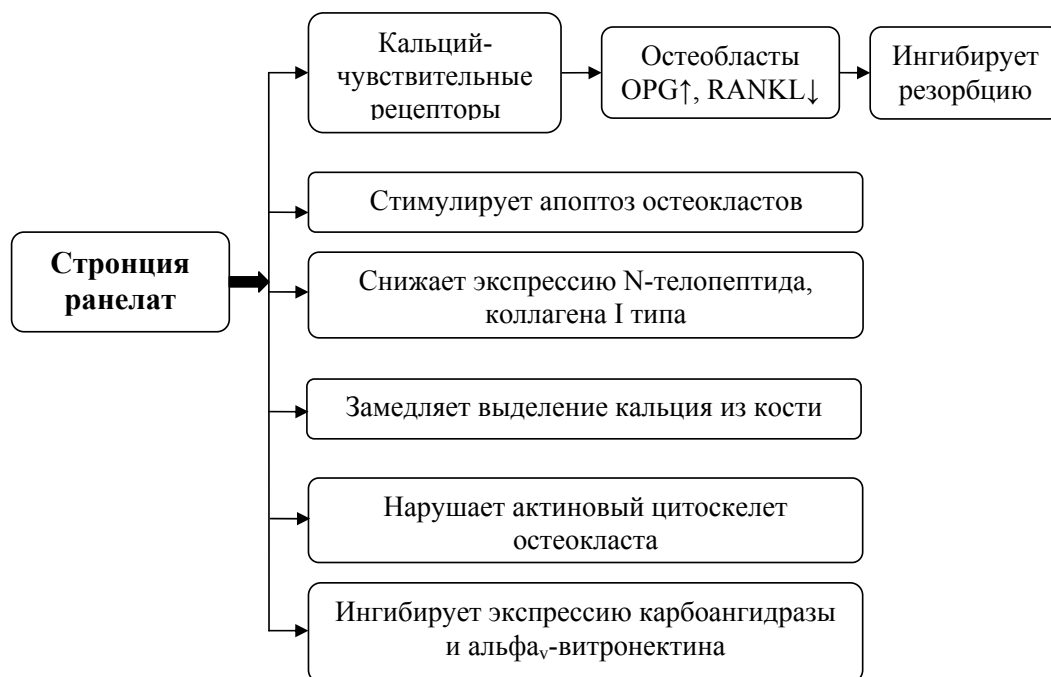 Кальций-
чувствительные
рецепторы
Остеобласты
OPG↑, RANKL↓
Ингибирует
резорбцию
Стимулирует апоптоз остеокластов
Стронция
ранелат
Снижает экспрессию N-телопептида,
коллагена I типа
Замедляет выделение кальция из кости
Нарушает актиновый цитоскелет
остеокласта
Ингибирует экспрессию карбоангидразы
и альфаᵥ-витронектина